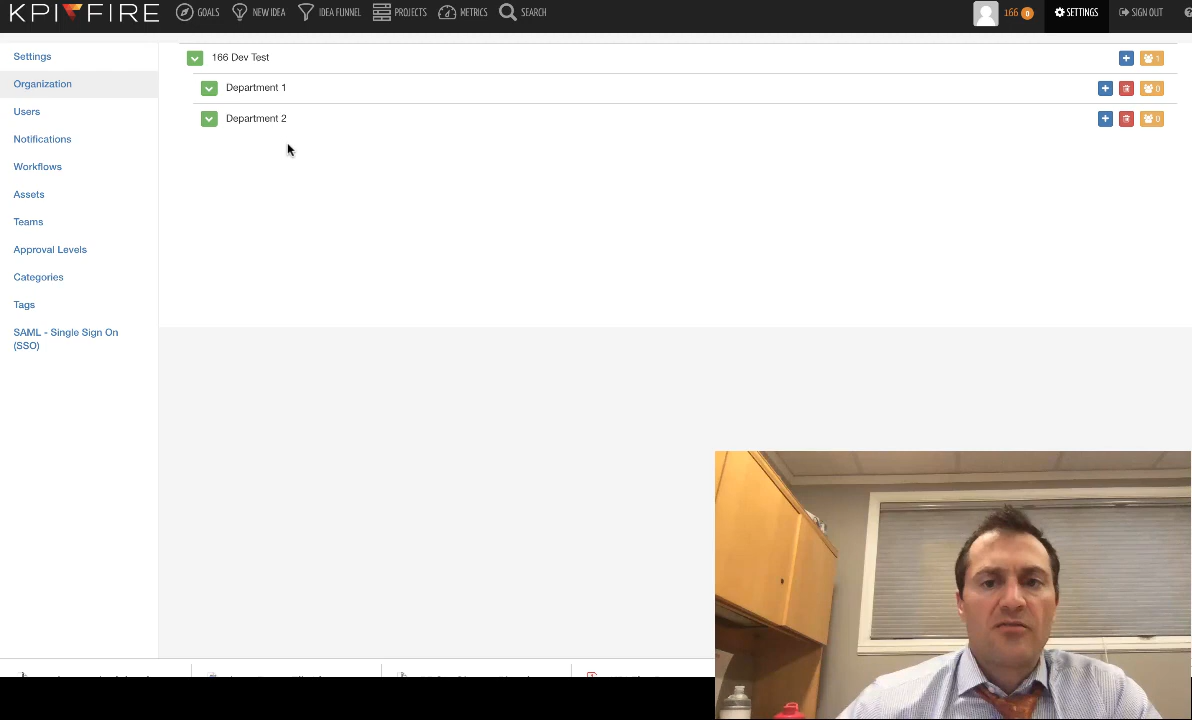 KPI FIRE GOALS NEW IDEA IDEA FUNNEL PROJECTS METRICS SEARCH 166 0 SETTINGS SIGN OUT
Settings
166 Dev Test 1
Organization
Department 1 0
Users
Department 2 0
Notifications
Workflows
Assets
Teams
Approval Levels
Categories
Tags
SAML - Single Sign On
(SSO)